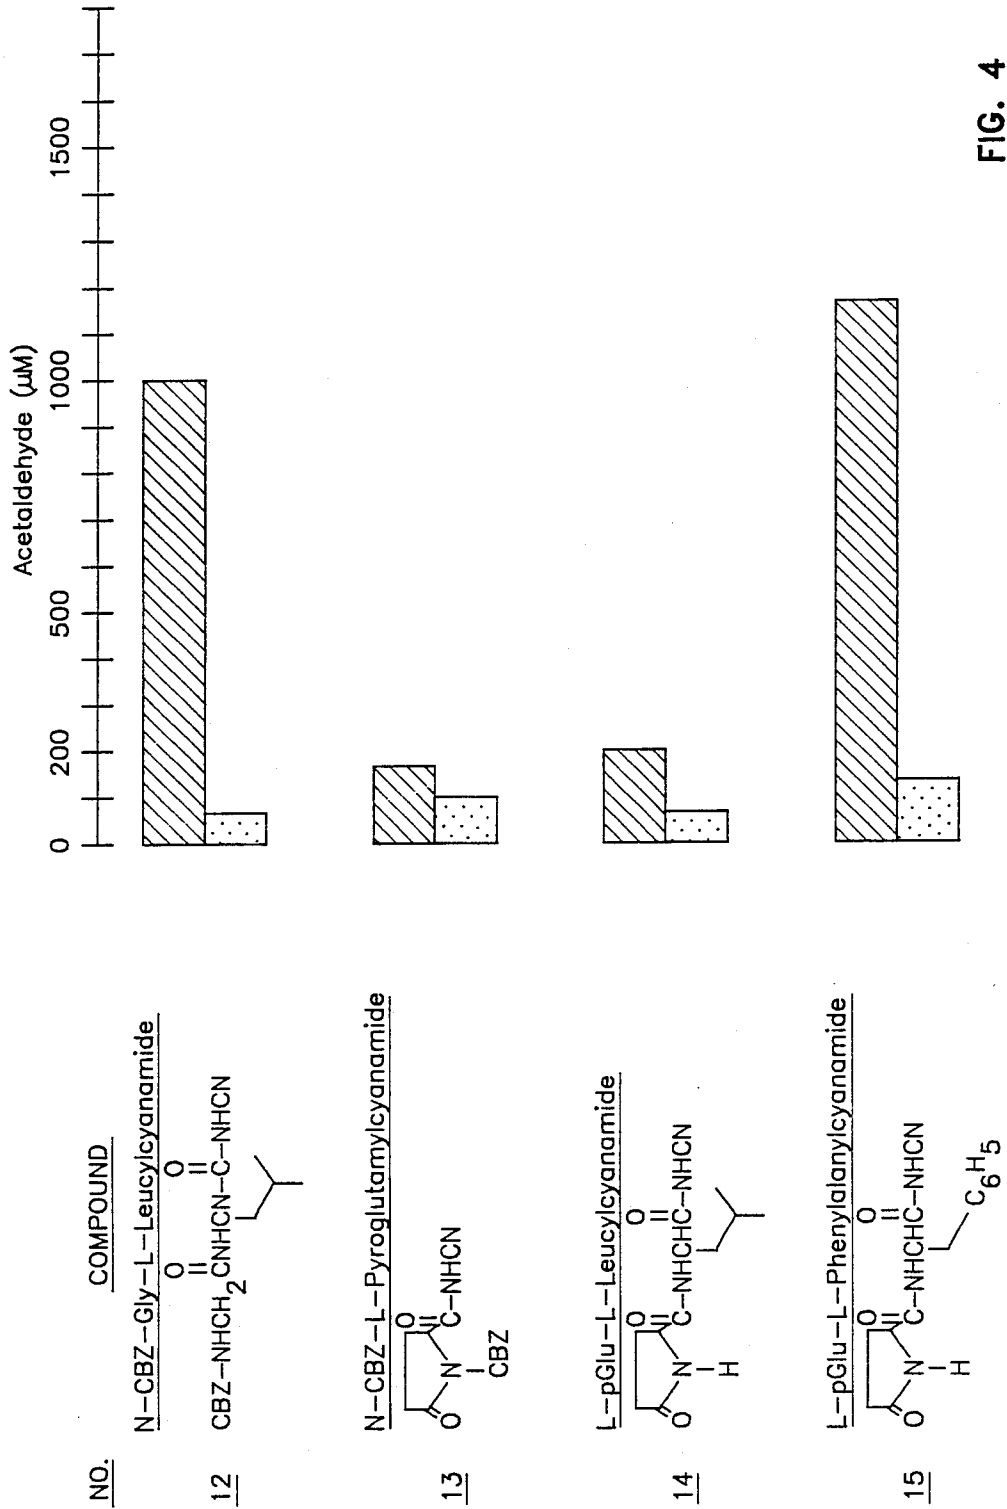 NO.
COMPOUND
Acetaldehyde (μM)
0 200 500 1000 1500
12
N-CBZ-Gly-L-Leucylcyanamide
O O
CBZ-NHCH2CNHCN-C-NHCN
13
N-CBZ-L-Pyroglutamylcyanamide
O
O N C-NHCN
CBZ
14
L-pGlu-L-Leucylcyanamide
O O
O N C-NHCHC-NHCN
H
15
L-pGlu-L-Phenylalanylcyanamide
O O
O N C-NHCHC-NHCN
H C6H5
FIG. 4